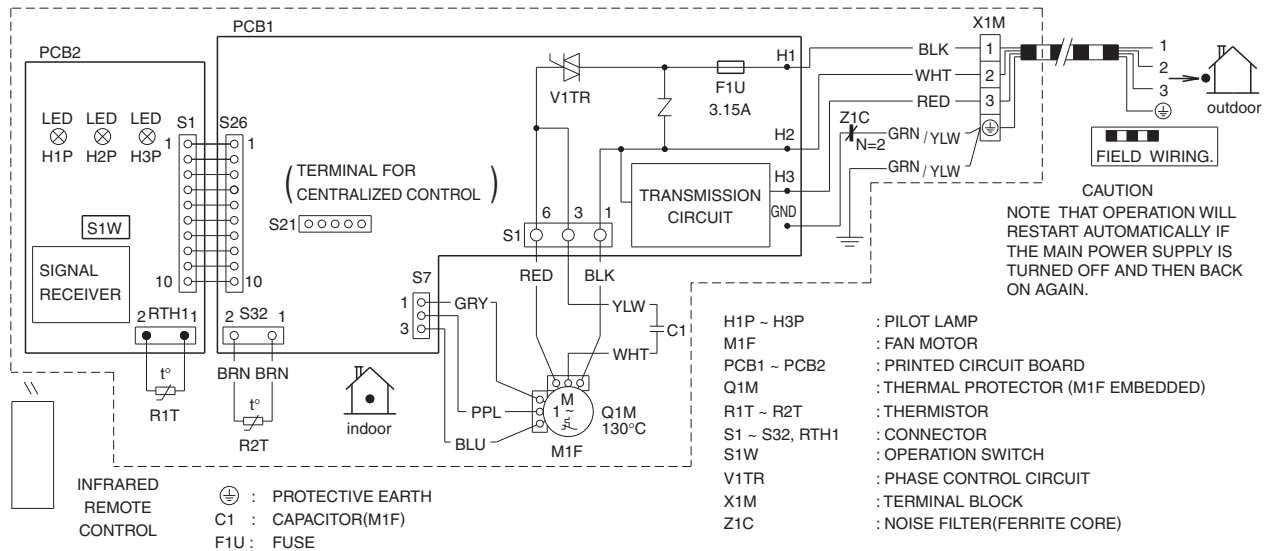 PCB1
X1M
PCB2
H1
BLK
1
1
WHT
2
2
RED
3
3
outdoor
V1TR
F1U
3.15A
LED LED LED
H1P H2P H3P
S1
S26
1
1
10
10
Z1C
N=2
GRN / YLW
GRN / YLW
FIELD WIRING.
H2
H3
GND
TRANSMISSION
CIRCUIT
(TERMINAL FOR
CENTRALIZED CONTROL)
S21
S1W
SIGNAL
RECEIVER
6 3 1
S1
RED
BLK
CAUTION
NOTE THAT OPERATION WILL
RESTART AUTOMATICALLY IF
THE MAIN POWER SUPPLY IS
TURNED OFF AND THEN BACK
ON AGAIN.
S7
1
3
GRY
YLW
C1
WHT
2 RTH1 1
2 S32 1
BRN BRN
t°
R1T
t°
R2T
indoor
PPL
BLU
M
1 ~
Q1M
130°C
M1F
H1P ~ H3P : PILOT LAMP
M1F : FAN MOTOR
PCB1 ~ PCB2 : PRINTED CIRCUIT BOARD
Q1M : THERMAL PROTECTOR (M1F EMBEDDED)
R1T ~ R2T : THERMISTOR
S1 ~ S32, RTH1 : CONNECTOR
S1W : OPERATION SWITCH
V1TR : PHASE CONTROL CIRCUIT
X1M : TERMINAL BLOCK
Z1C : NOISE FILTER(FERRITE CORE)
INFRARED
REMOTE
CONTROL
: PROTECTIVE EARTH
C1 : CAPACITOR(M1F)
F1U : FUSE